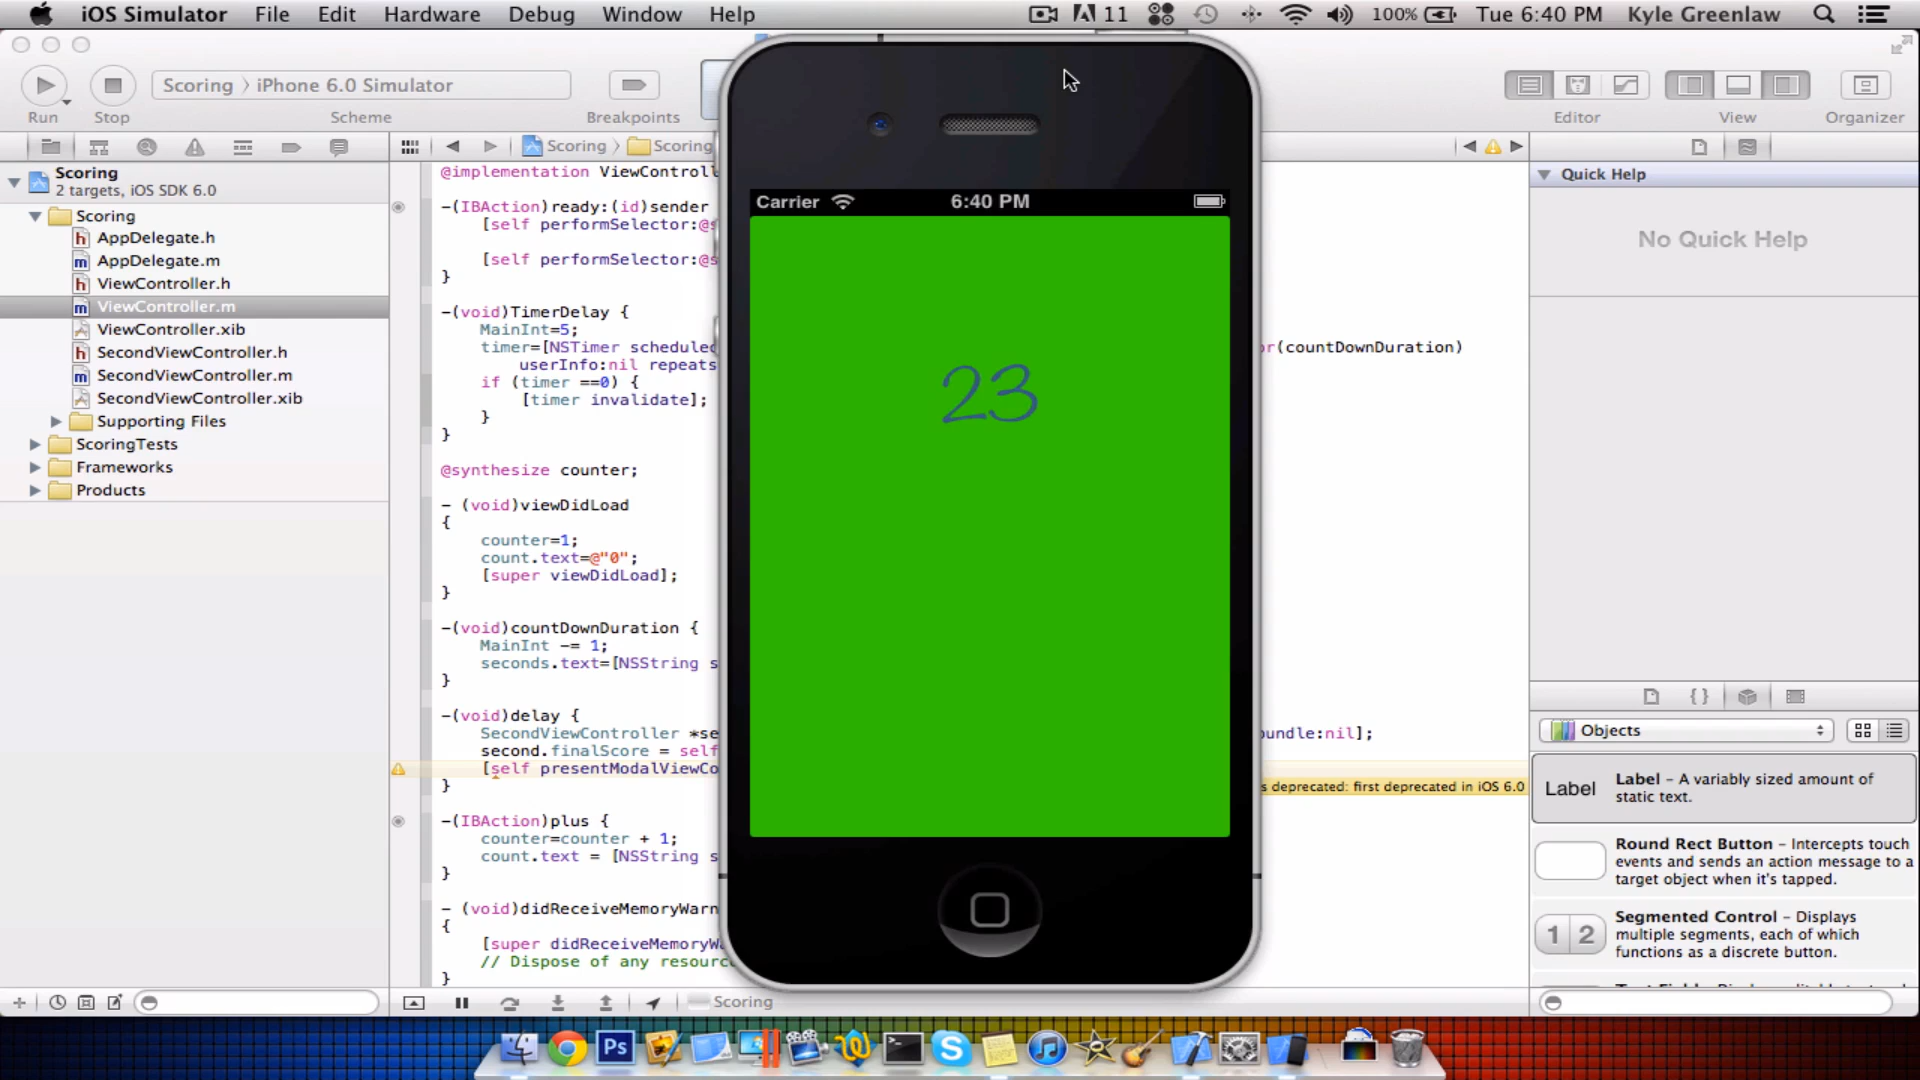 iOS Simulator File Edit Hardware Debug Window Help 11 100% Tue 6:40 PM Kyle Greenlaw
Scoring 〉 iPhone 6.0 Simulator
Run Stop Scheme Breakpoints Editor View Organizer
Scoring 〉 Scoring
Scoring
2 targets, iOS SDK 6.0
Scoring
h AppDelegate.h
m AppDelegate.m
h ViewController.h
m ViewController.m
ViewController.xib
h SecondViewController.h
m SecondViewController.m
SecondViewController.xib
Supporting Files
ScoringTests
Frameworks
Products
@implementation ViewControll
-(IBAction)ready:(id)sender
[self performSelector:@s
[self performSelector:@s
}
-(void)TimerDelay {
MainInt=5;
timer=[NSTimer scheduled or(countDownDuration)
userInfo:nil repeats
if (timer ==0) {
[timer invalidate];
}
}
@synthesize counter;
- (void)viewDidLoad
{
counter=1;
count.text=@"0";
[super viewDidLoad];
}
-(void)countDownDuration {
MainInt -= 1;
seconds.text=[NSString s
}
-(void)delay {
SecondViewController *se undle:nil];
second.finalScore = self
[self presentModalViewCo
s deprecated: first deprecated in iOS 6.0
}
-(IBAction)plus {
counter=counter + 1;
count.text = [NSString s
}
- (void)didReceiveMemoryWarn
{
[super didReceiveMemoryWa
// Dispose of any resourc
}
Scoring
Carrier 6:40 PM
23
Quick Help
No Quick Help
{ }
Objects
Label
Label – A variably sized amount of
static text.
Round Rect Button – Intercepts touch
events and sends an action message to a
target object when it's tapped.
1 2
Segmented Control – Displays
multiple segments, each of which
functions as a discrete button.
Ps